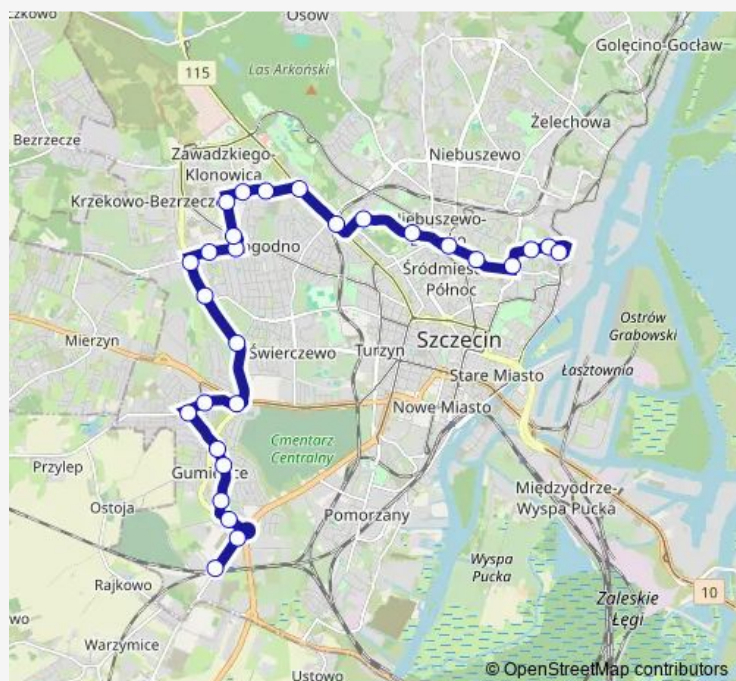 Osów
Golęcino-Gocław
115
Las Arkoński
Bezrzecze
Żelechowa
Zawadzkiego-
Klonowica
Niebuszewo
Krzekowo-Bezrzecze
Śródmieście
Północ
Ostrów
Grabowski
Szczecin
Mierzyn
Świerczewo
Turzyn
Stare Miasto
Łasztownia
Nowe Miasto
Cmentarz
Centralny
Przylep
Gumieńce
Międzyodrze-
Wyspa Pucka
Ostoja
Pomorzany
Wyspa
Pucka
Rajkowo
10
Zaleskie
Łęgi
Warzymice
Ustowo
© OpenStreetMap contributors